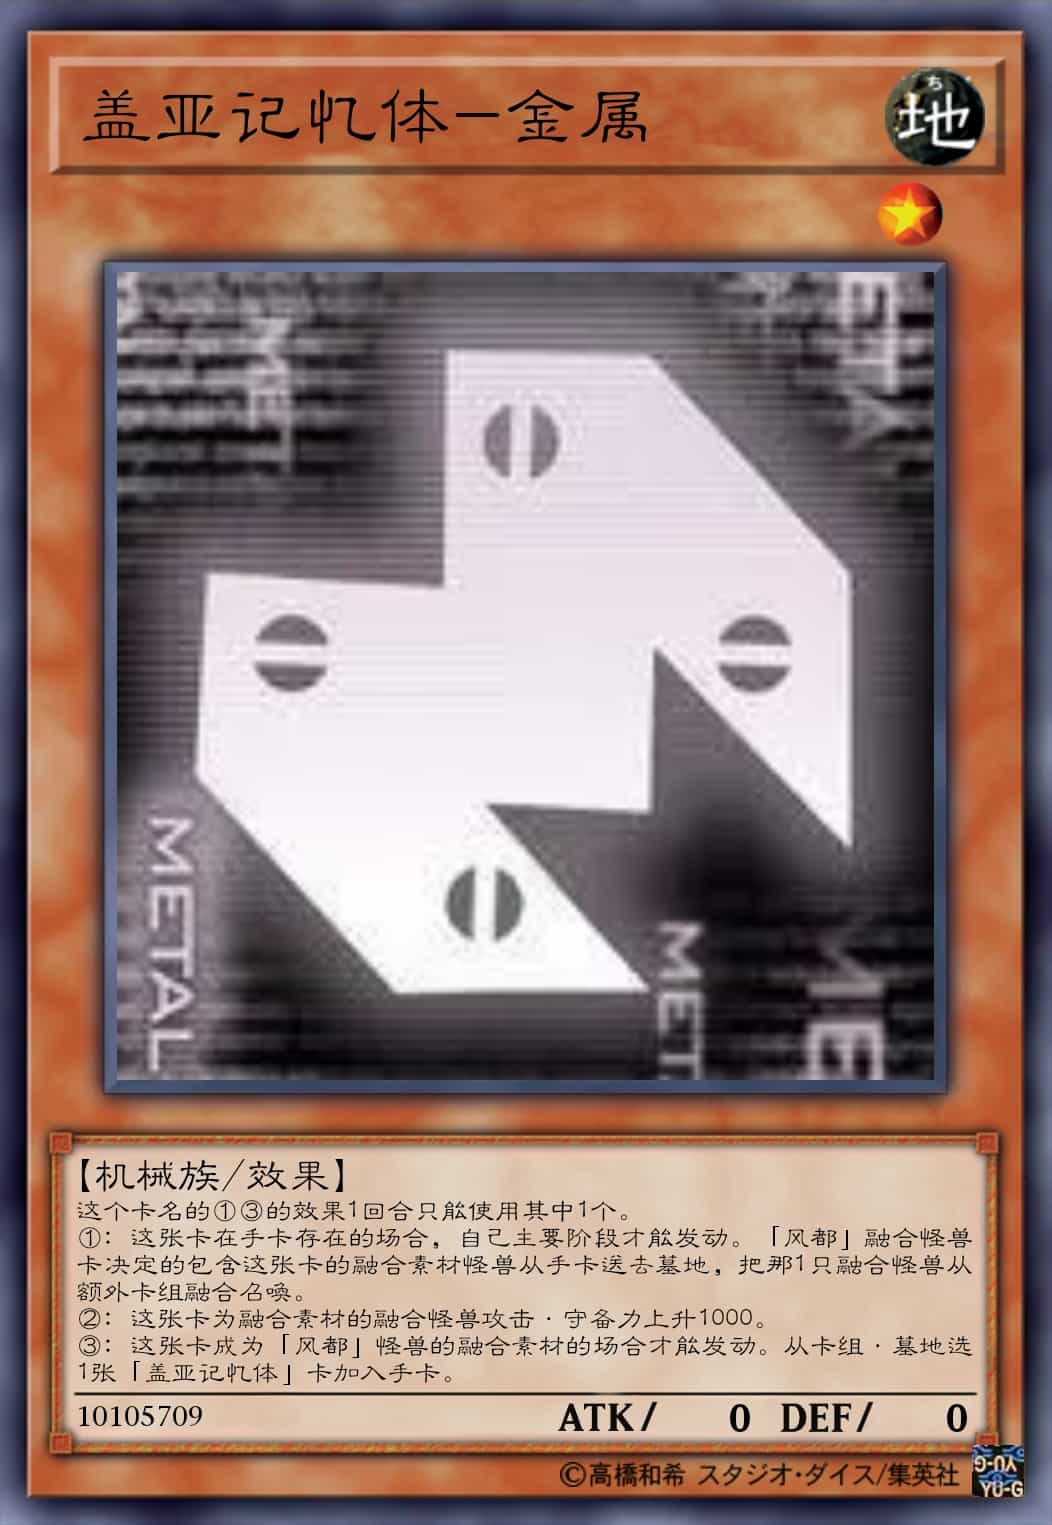 盖亚记忆体-金属
ち
地
MET
META
METAL
MET
ME
【机械族/效果】
这个卡名的①③的效果1回合只能使用其中1个。
①：这张卡在手卡存在的场合，自己主要阶段才能发动。「风都」融合怪兽
卡决定的包含这张卡的融合素材怪兽从手卡送去墓地，把那1只融合怪兽从
额外卡组融合召唤。
②：这张卡为融合素材的融合怪兽攻击·守备力上升1000。
③：这张卡成为「风都」怪兽的融合素材的场合才能发动。从卡组·墓地选
1张「盖亚记忆体」卡加入手卡。
10105709 ATK/ 0 DEF/ 0
©高橋和希 スタジオ·ダイス/集英社
YU-G
YU-G